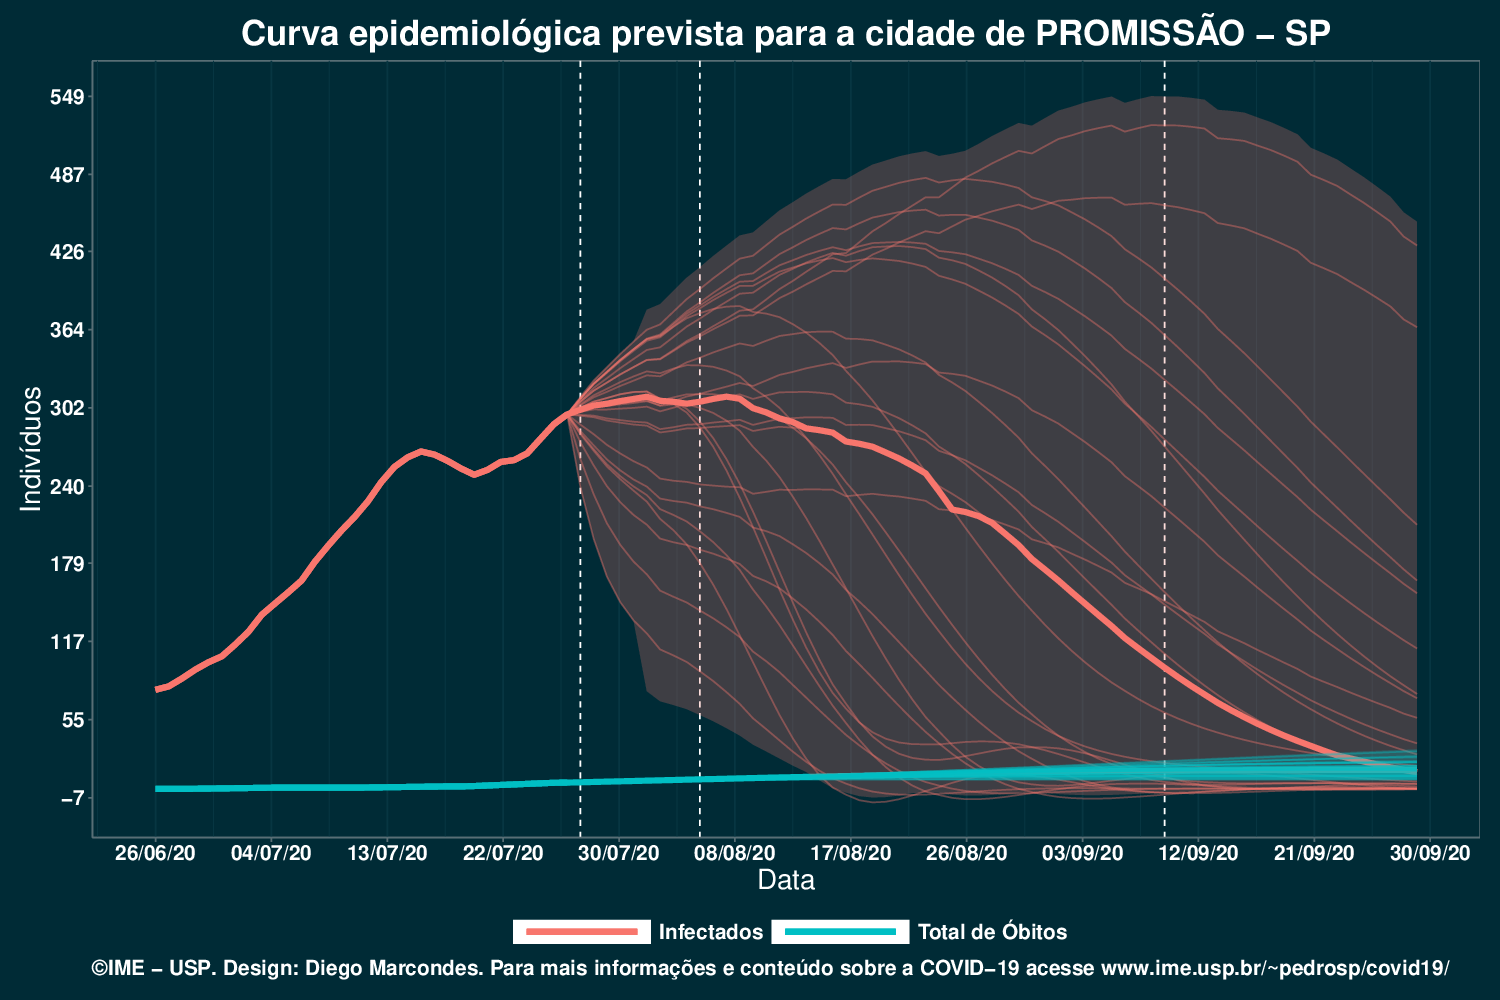 Curva epidemiológica prevista para a cidade de PROMISSÃO – SP
549
487
426
364
302
240
179
117
55
−7
Indivíduos
26/06/20 04/07/20 13/07/20 22/07/20 30/07/20 08/08/20 17/08/20 26/08/20 03/09/20 12/09/20 21/09/20 30/09/20
Data
Infectados Total de Óbitos
©IME – USP. Design: Diego Marcondes. Para mais informações e conteúdo sobre a COVID−19 acesse www.ime.usp.br/~pedrosp/covid19/